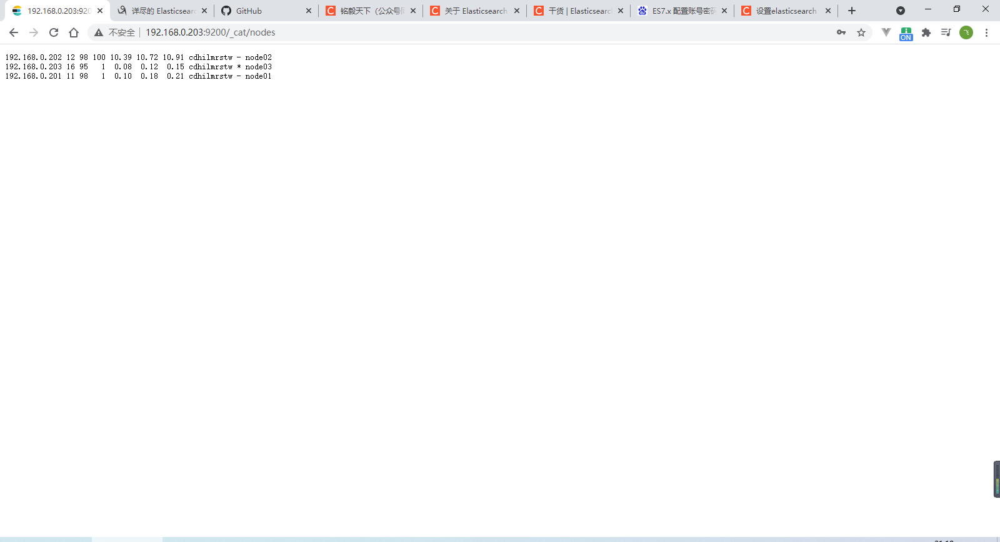 192.168.0.203:920
详尽的 Elasticsearc
GitHub
铭毅天下（公众号同
关于 Elasticsearch
干货 | Elasticsearch
ES7.x 配置账号密码
设置elasticsearch
不安全 192.168.0.203:9200/_cat/nodes
ON
192.168.0.202 12 98 100 10.39 10.72 10.91 cdhilmrstw - node02
192.168.0.203 16 95 1 0.08 0.12 0.15 cdhilmrstw * node03
192.168.0.201 11 98 1 0.10 0.18 0.21 cdhilmrstw - node01